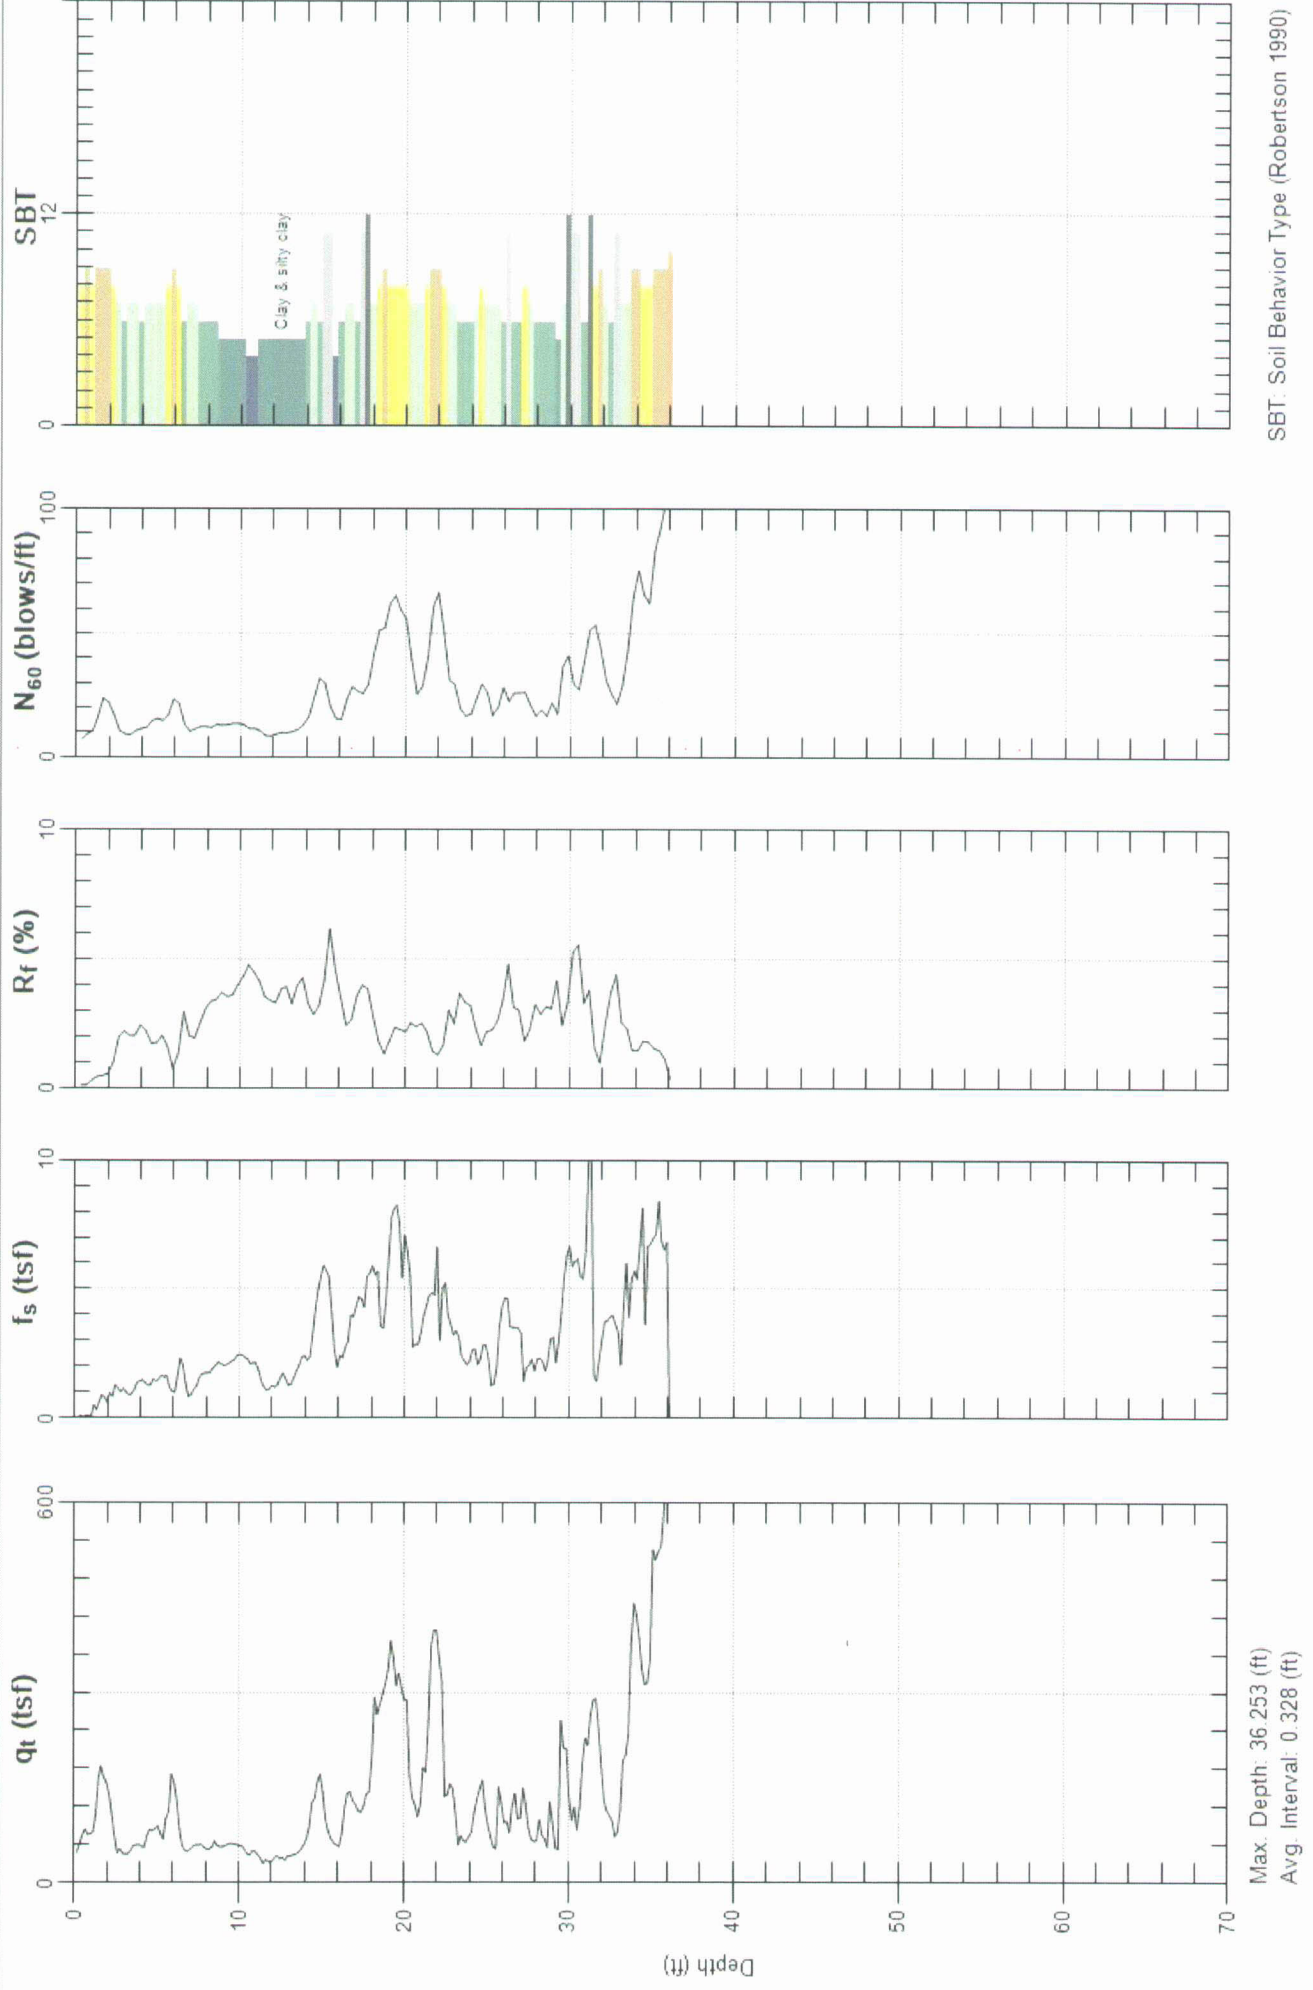 qt (tsf)
0
600
fs (tsf)
0
10
Rf (%)
0
10
N60 (blows/ft)
0
100
SBT
0
12
Clay & silty clay
Depth (ft)
0
10
20
30
40
50
60
70
Max. Depth: 36.253 (ft)
Avg. Interval: 0.328 (ft)
SBT: Soil Behavior Type (Robertson 1990)